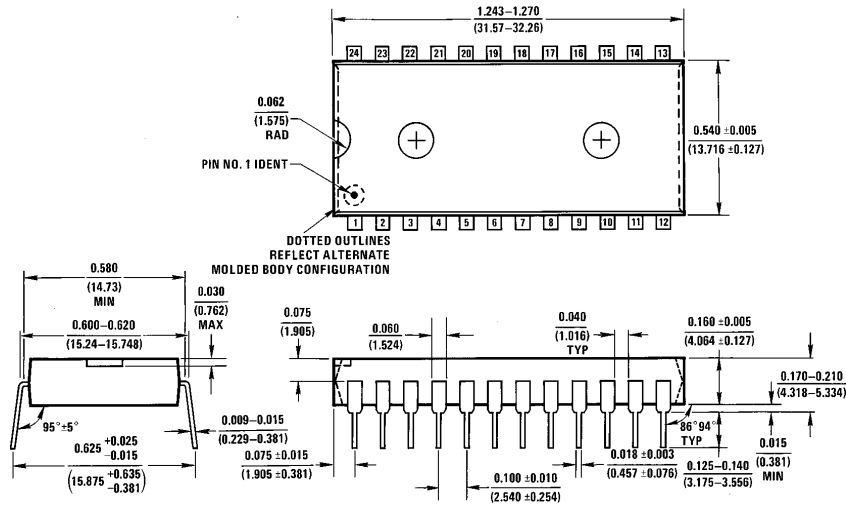 1.243–1.270
(31.57–32.26)
24 23 22 21 20 19 18 17 16 15 14 13
0.062
(1.575)
RAD
0.540 ±0.005
(13.716 ±0.127)
PIN NO. 1 IDENT
1 2 3 4 5 6 7 8 9 10 11 12
DOTTED OUTLINES
REFLECT ALTERNATE
MOLDED BODY CONFIGURATION
0.580
(14.73)
MIN
0.030
(0.762)
MAX
0.600–0.620
(15.24–15.748)
95°±5°
0.009–0.015
(0.229–0.381)
0.625 +0.025 -0.015
(15.875 +0.635 -0.381)
0.075
(1.905)
0.060
(1.524)
0.040
(1.016)
TYP
0.160 ±0.005
(4.064 ±0.127)
0.170–0.210
(4.318–5.334)
86°94°
TYP
0.015
(0.381)
MIN
0.075 ±0.015
(1.905 ±0.381)
0.100 ±0.010
(2.540 ±0.254)
0.018 ±0.003
(0.457 ±0.076)
0.125–0.140
(3.175–3.556)